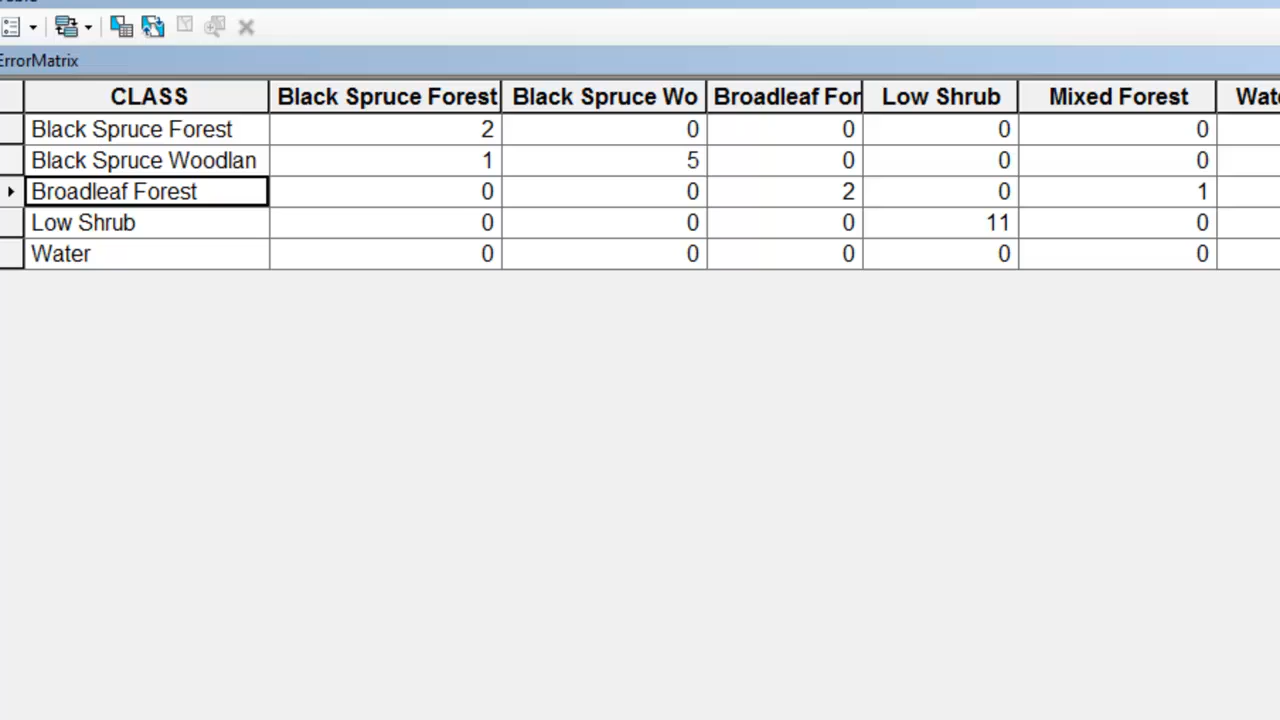 ErrorMatrix
CLASS Black Spruce Forest Black Spruce Wo Broadleaf For Low Shrub Mixed Forest Wat
Black Spruce Forest 2 0 0 0 0
Black Spruce Woodlan 1 5 0 0 0
Broadleaf Forest 0 0 2 0 1
Low Shrub 0 0 0 11 0
Water 0 0 0 0 0